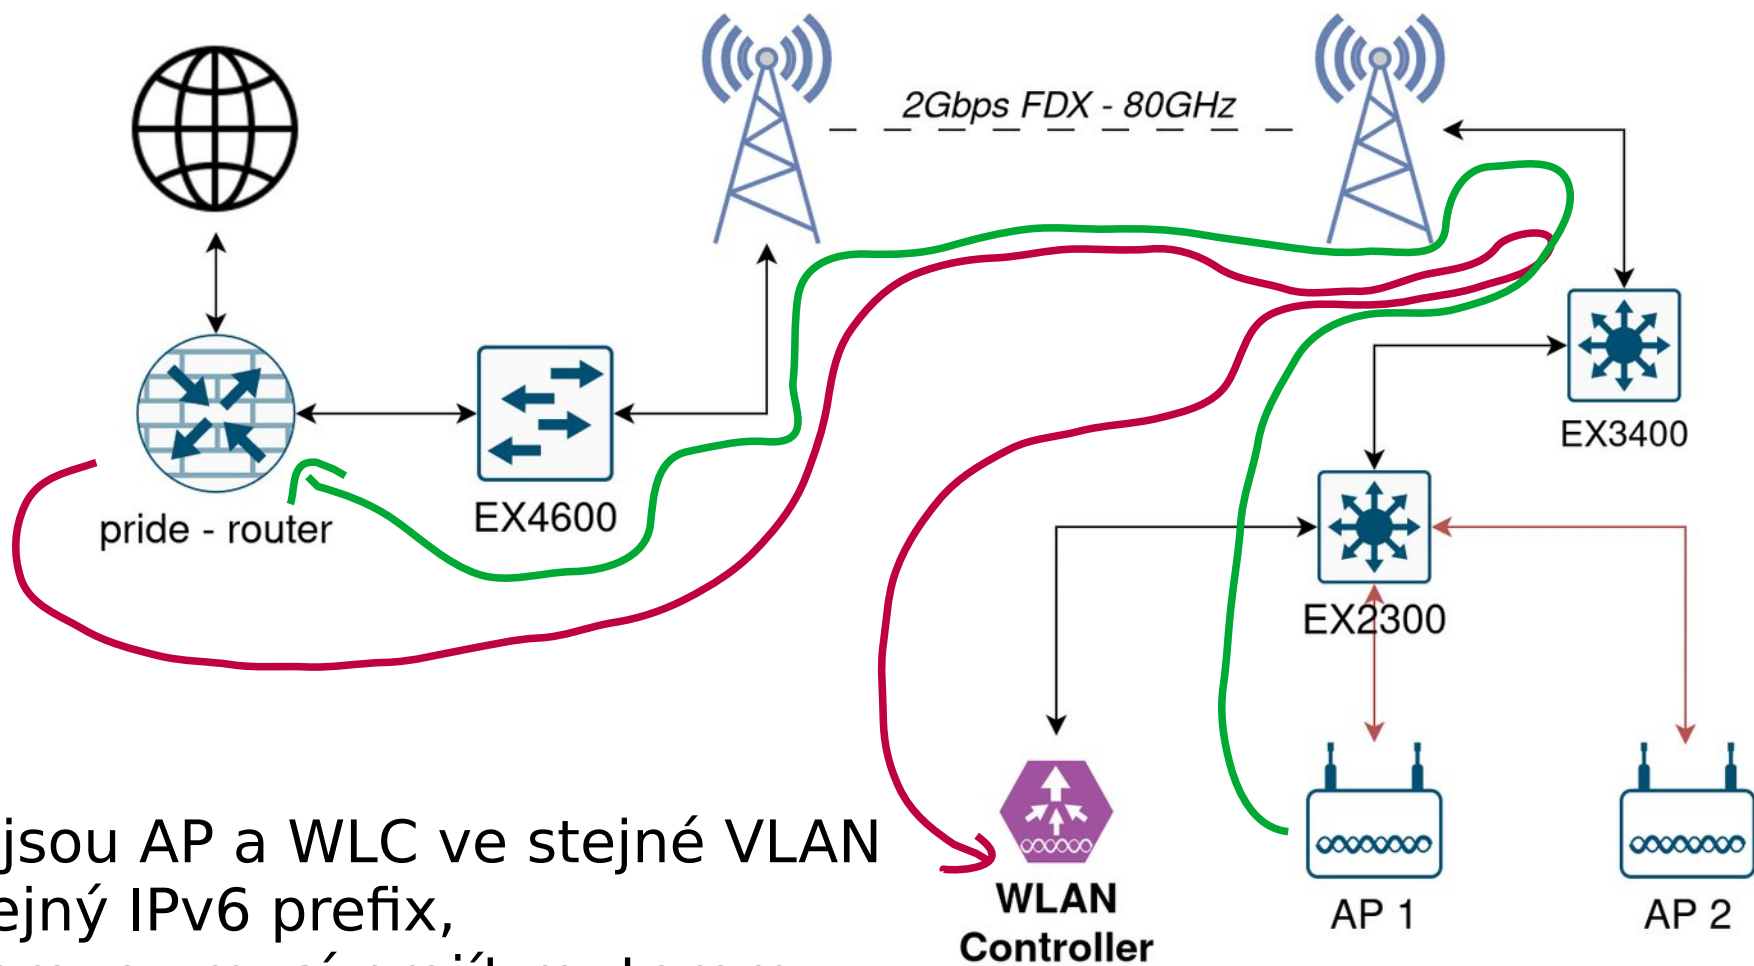 2Gbps FDX - 80GHz
EX3400
pride - router
EX4600
EX2300
jsou AP a WLC ve stejné VLAN
ejný IPv6 prefix,
WLAN
Controller
AP 1
AP 2